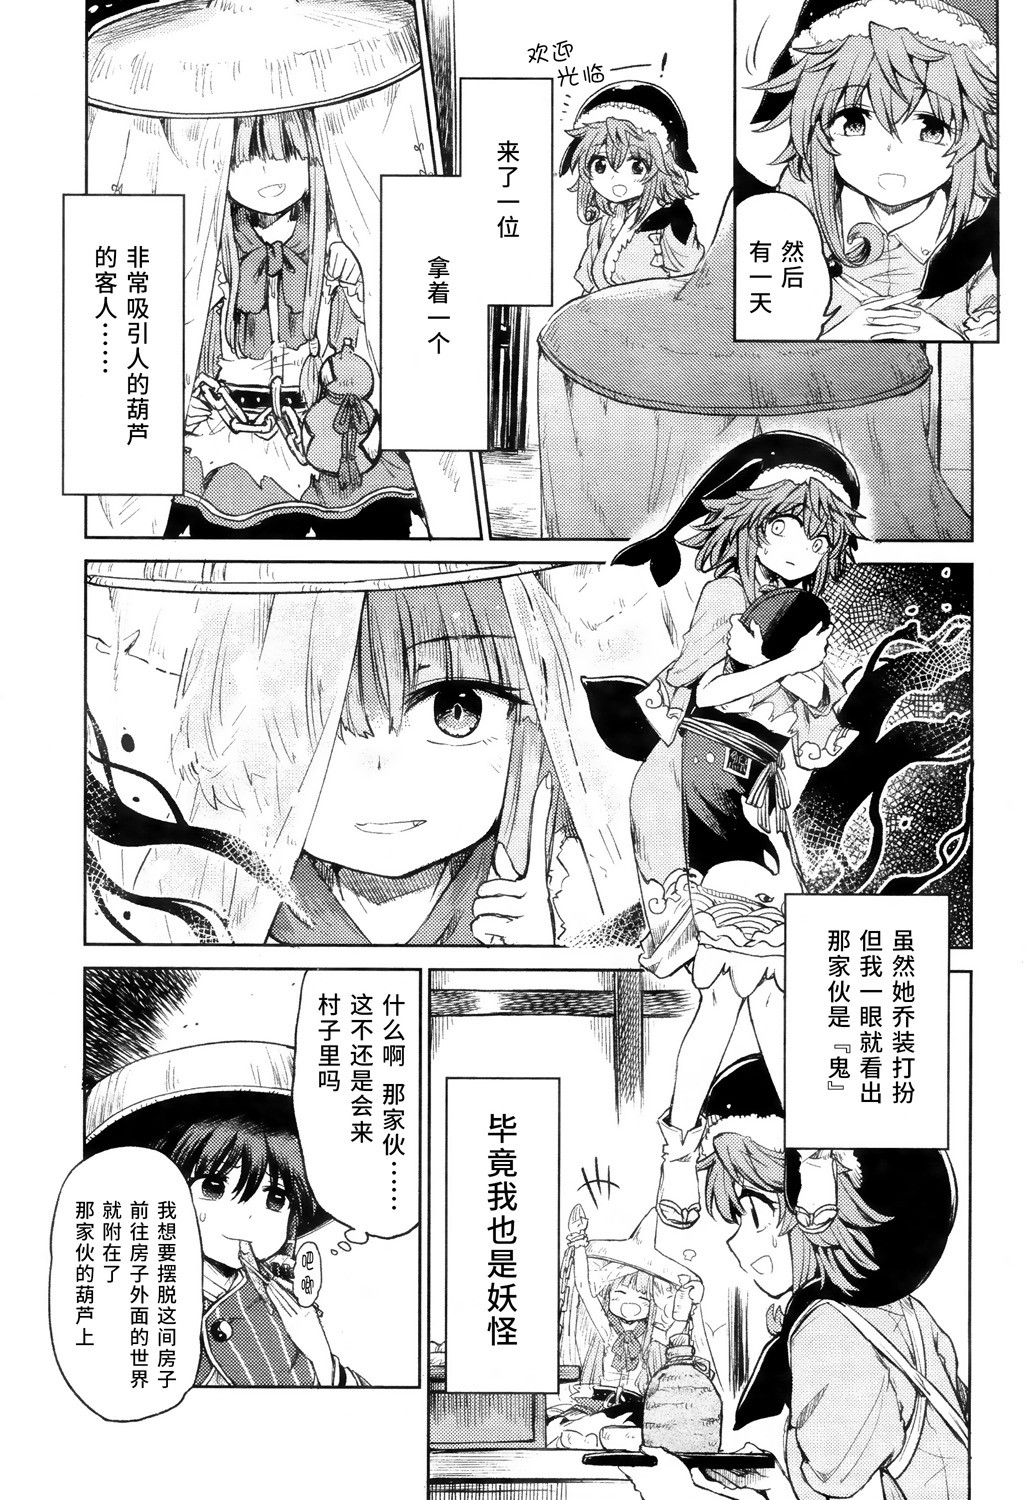 然后
有一天
欢迎
光临——！
来了一位
拿着一个
非常吸引人的葫芦
的客人……
虽然她乔装打扮
但我一眼就看出
那家伙是『鬼』
毕竟我也是妖怪
什么啊 那家伙……
这不还是会来
村子里吗
我想要摆脱这间房子
前往房子外面的世界
就附在了
那家伙的葫芦上